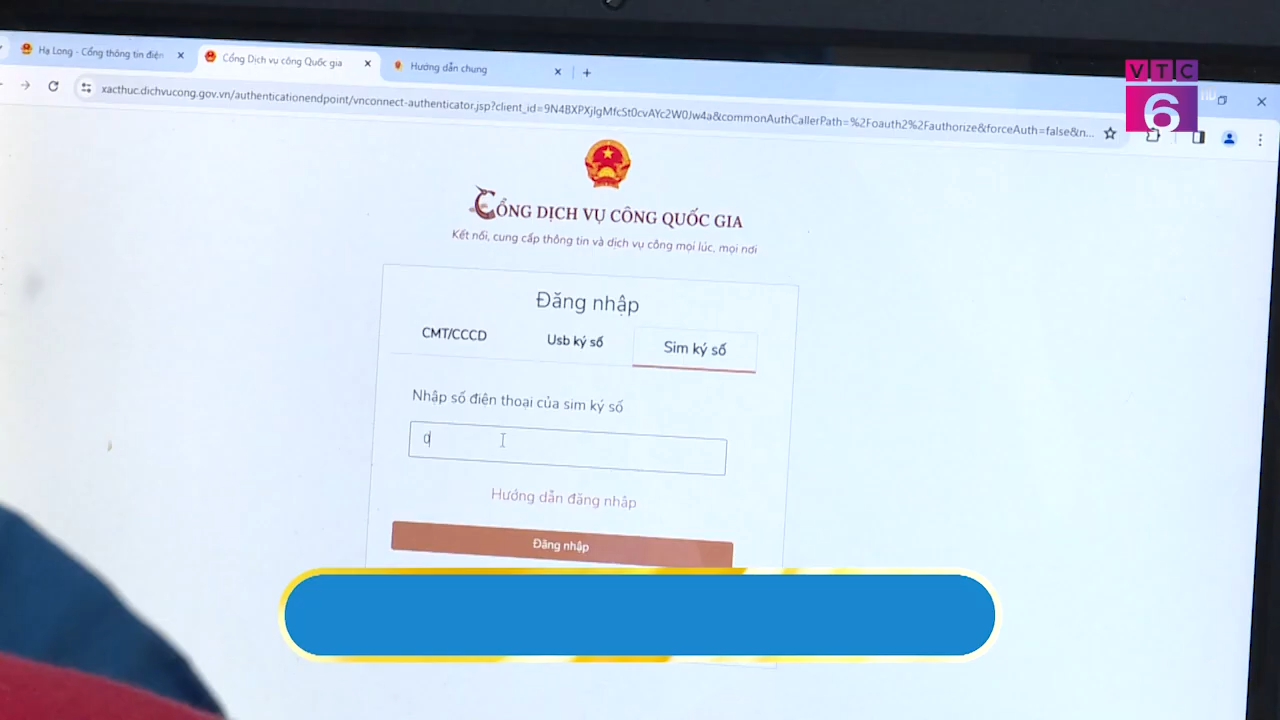 Hạ Long - Cổng thông tin điện
Cổng Dịch vụ công Quốc gia
Hướng dẫn chung
VTC
6
HD
xacthuc.dichvucong.gov.vn/authenticationendpoint/vnconnect-authenticator.jsp?client_id=9N4BXPXjlgMfcSt0cvAYc2W0Jw4a&commonAuthCallerPath=%2Foauth2%2Fauthorize&forceAuth=false&n...
CỔNG DỊCH VỤ CÔNG QUỐC GIA
Kết nối, cung cấp thông tin và dịch vụ công mọi lúc, mọi nơi
Đăng nhập
CMT/CCCD Usb ký số Sim ký số
Nhập số điện thoại của sim ký số
Hướng dẫn đăng nhập
Đăng nhập